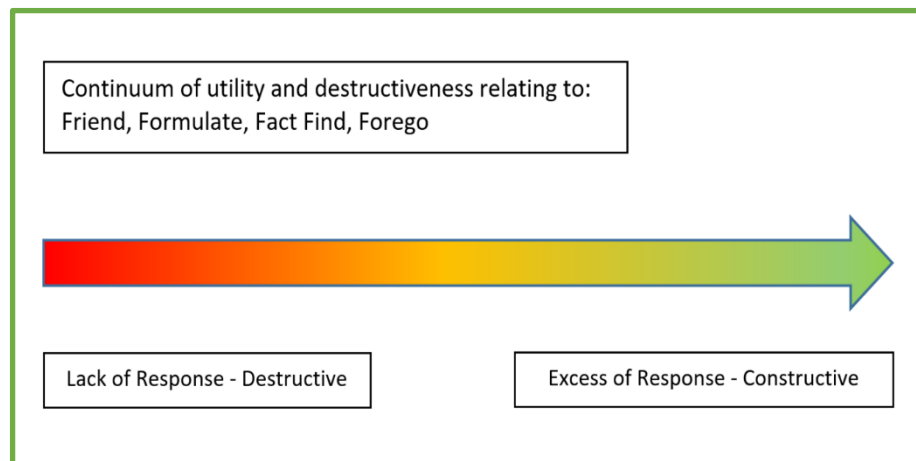 Continuum of utility and destructiveness relating to:
Friend, Formulate, Fact Find, Forego
Lack of Response - Destructive
Excess of Response - Constructive